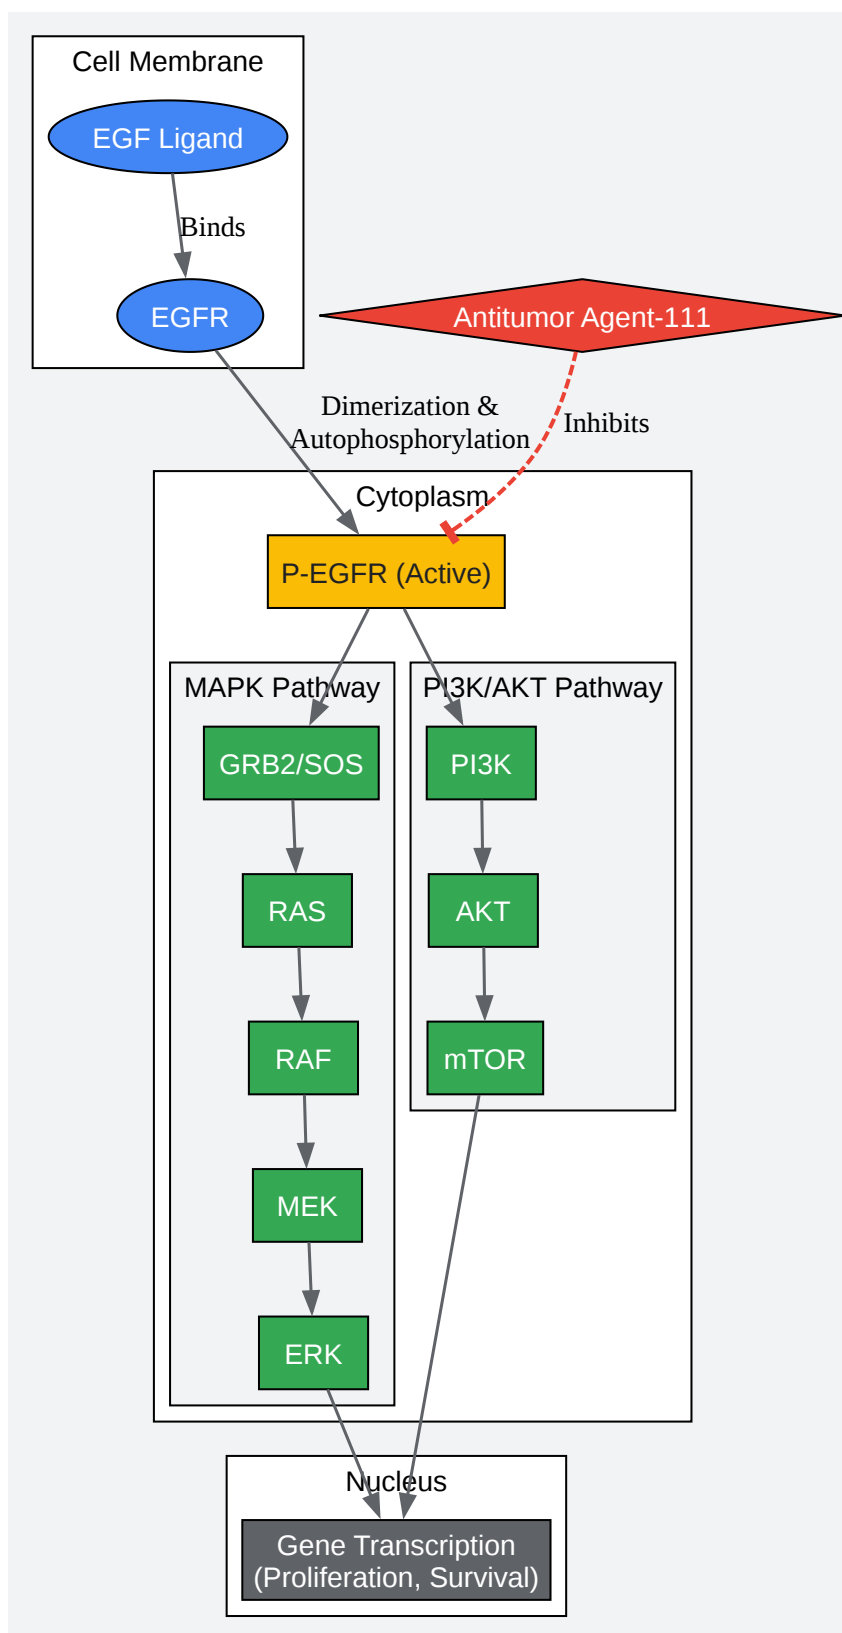 Cell Membrane
EGF Ligand
Binds
EGFR
Antitumor Agent-111
Dimerization &
Autophosphorylation
Inhibits
Cytoplasm
P-EGFR (Active)
MAPK Pathway
PI3K/AKT Pathway
GRB2/SOS
PI3K
RAS
AKT
RAF
mTOR
MEK
ERK
Nucleus
Gene Transcription
(Proliferation, Survival)